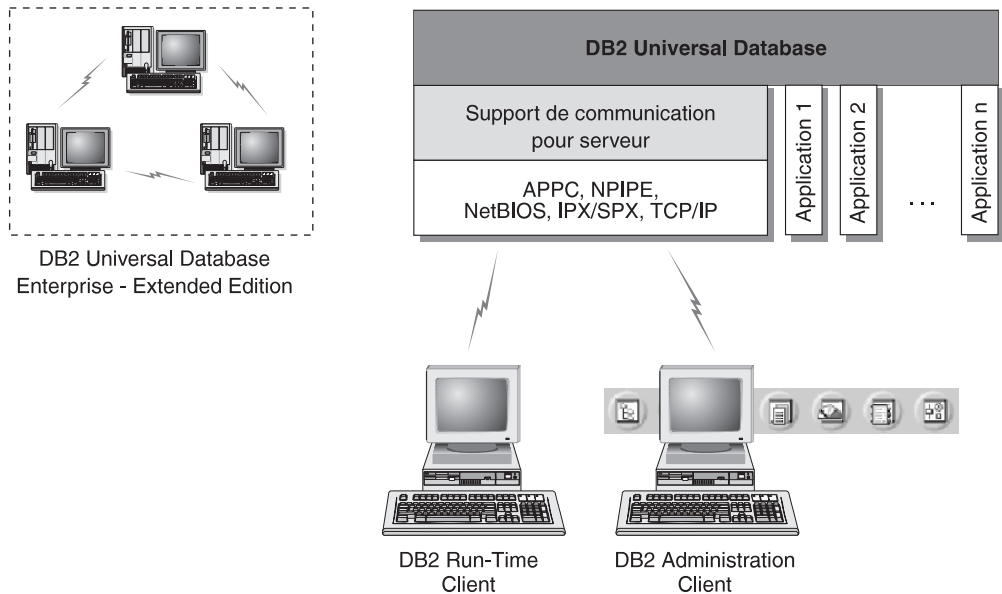 DB2 Universal Database
Enterprise - Extended Edition
DB2 Universal Database
Support de communication
pour serveur
APPC, NPIPE,
NetBIOS, IPX/SPX, TCP/IP
Application 1
Application 2
...
Application n
DB2 Run-Time
Client
DB2 Administration
Client